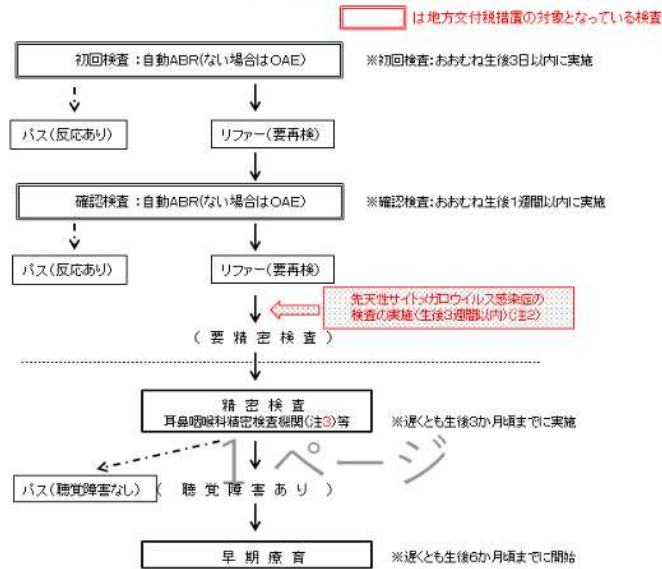 は地方交付税措置の対象となっている検査
初回検査：自動ABR(ない場合はOAE)
※初回検査:おおむね生後3日以内に実施
パス(反応あり)
リファー(要再検)
確認検査：自動ABR(ない場合はOAE)
※確認検査:おおむね生後1週間以内に実施
パス(反応あり)
リファー(要再検)
先天性サイトメガロウイルス感染症の
検査の実施(生後3週間以内)(注2)
(要精密検査)
精密検査
耳鼻咽喉科精密検査機関(注3)等
※遅くとも生後3か月頃までに実施
1 ページ
パス(聴覚障害なし)
(聴覚障害あり)
早期療育
※遅くとも生後6か月頃までに開始